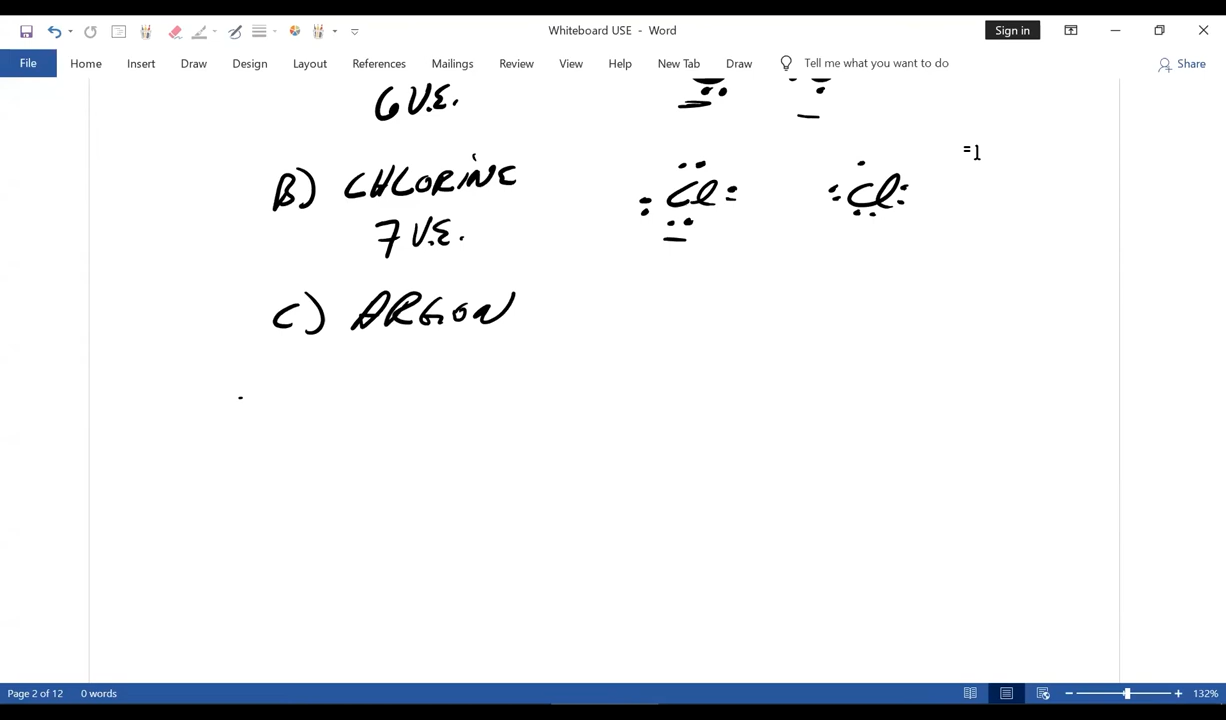 Whiteboard USE - Word
Sign in
File Home Insert Draw Design Layout References Mailings Review View Help New Tab Draw Tell me what you want to do Share
6 V.E.
B) CHLORINE Cl Cl
7 V.E.
C) ARGON
Page 2 of 12 0 words 132%